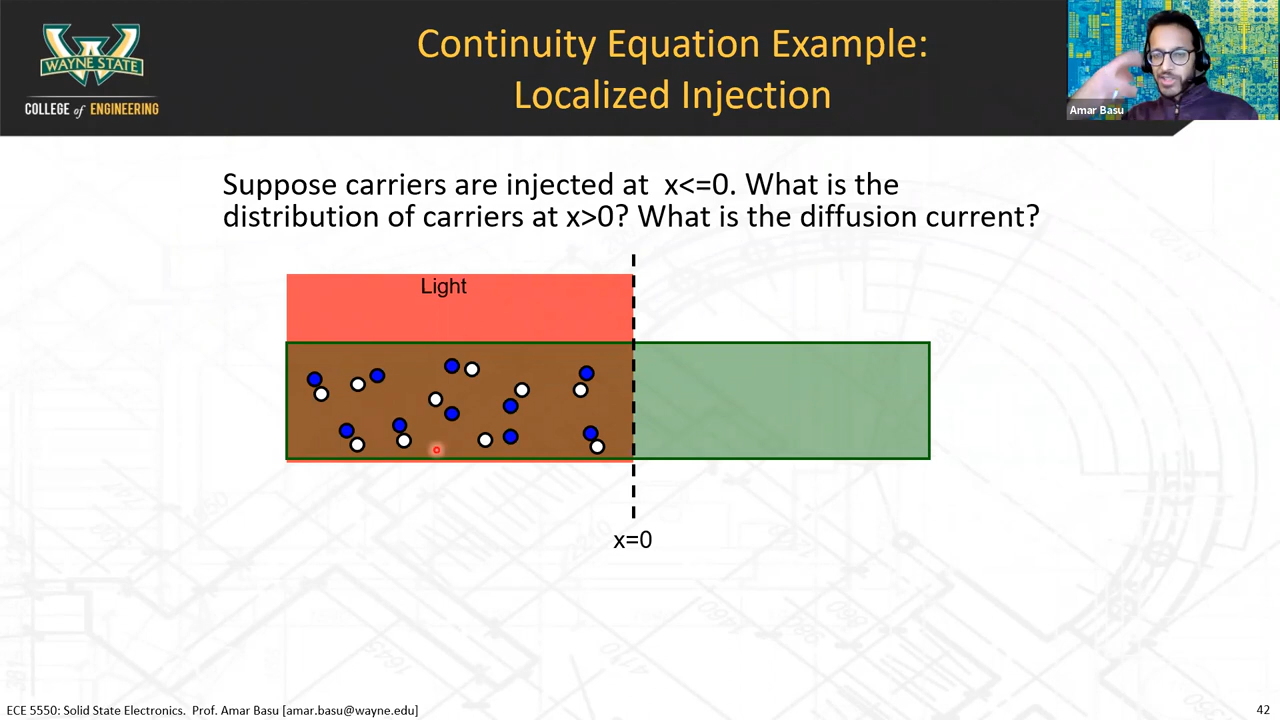 WAYNE STATE
COLLEGE of ENGINEERING
Continuity Equation Example:
Localized Injection
Amar Basu
Suppose carriers are injected at x<=0. What is the
distribution of carriers at x>0? What is the diffusion current?
Light
x=0
ECE 5550: Solid State Electronics. Prof. Amar Basu [amar.basu@wayne.edu]
42